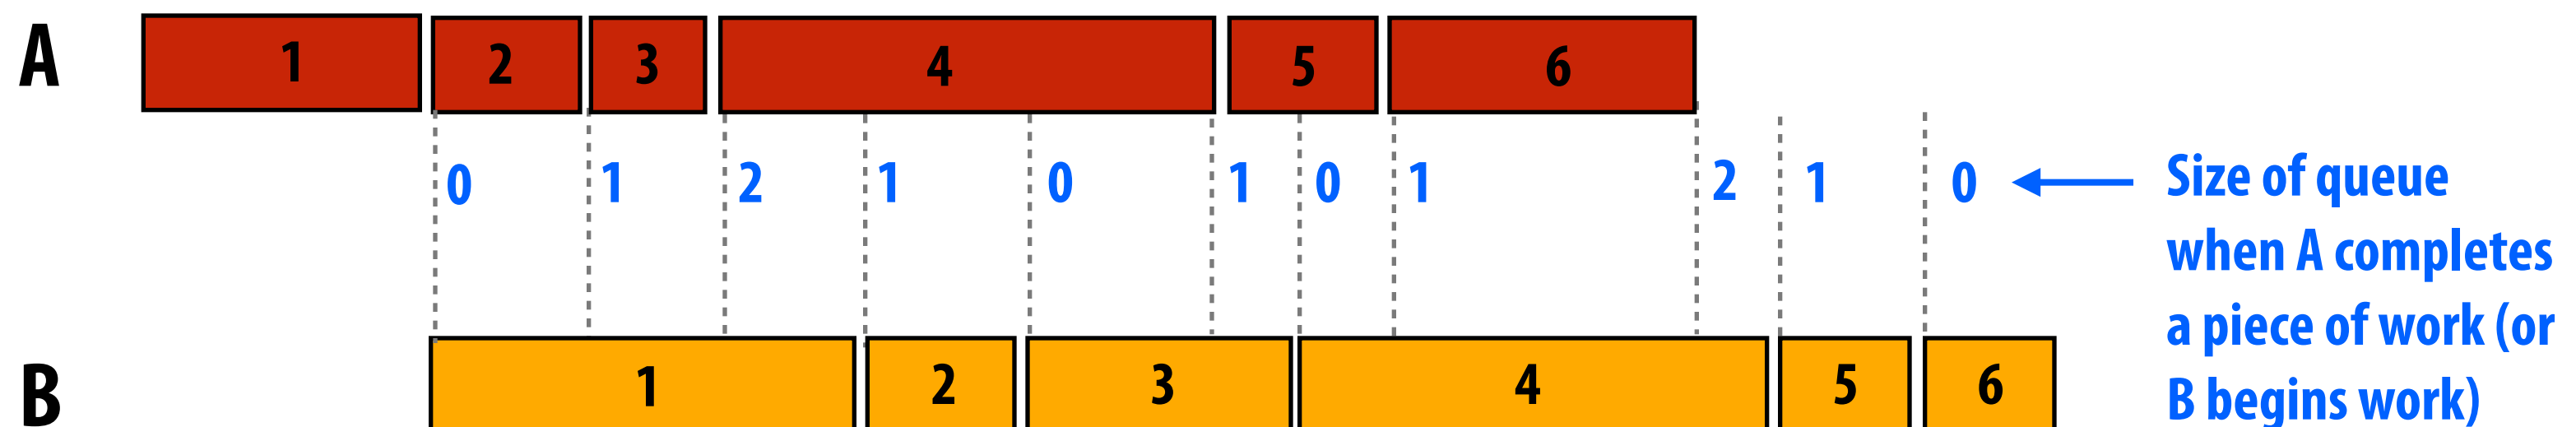 A 1 2 3 4 5 6
0 1 2 1 0 1 0 1 2 1 0
Size of queue
when A completes
a piece of work (or
B begins work)
B 1 2 3 4 5 6